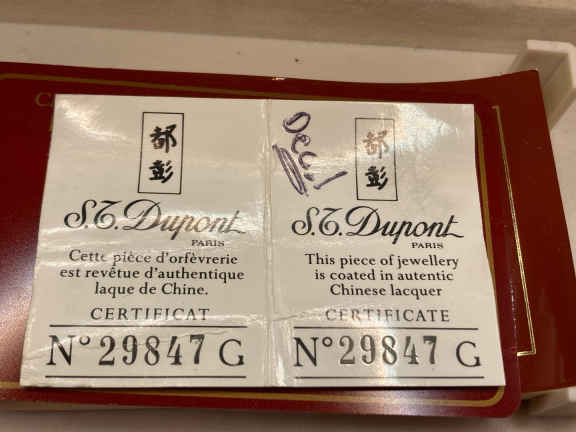 都
彭
S.T. Dupont
PARIS
Cette pièce d'orfèvrerie
est revêtue d'authentique
laque de Chine.
CERTIFICAT
N° 29847 G
都
彭
S.T. Dupont
PARIS
This piece of jewellery
is coated in autentic
Chinese lacquer
CERTIFICATE
N° 29847 G